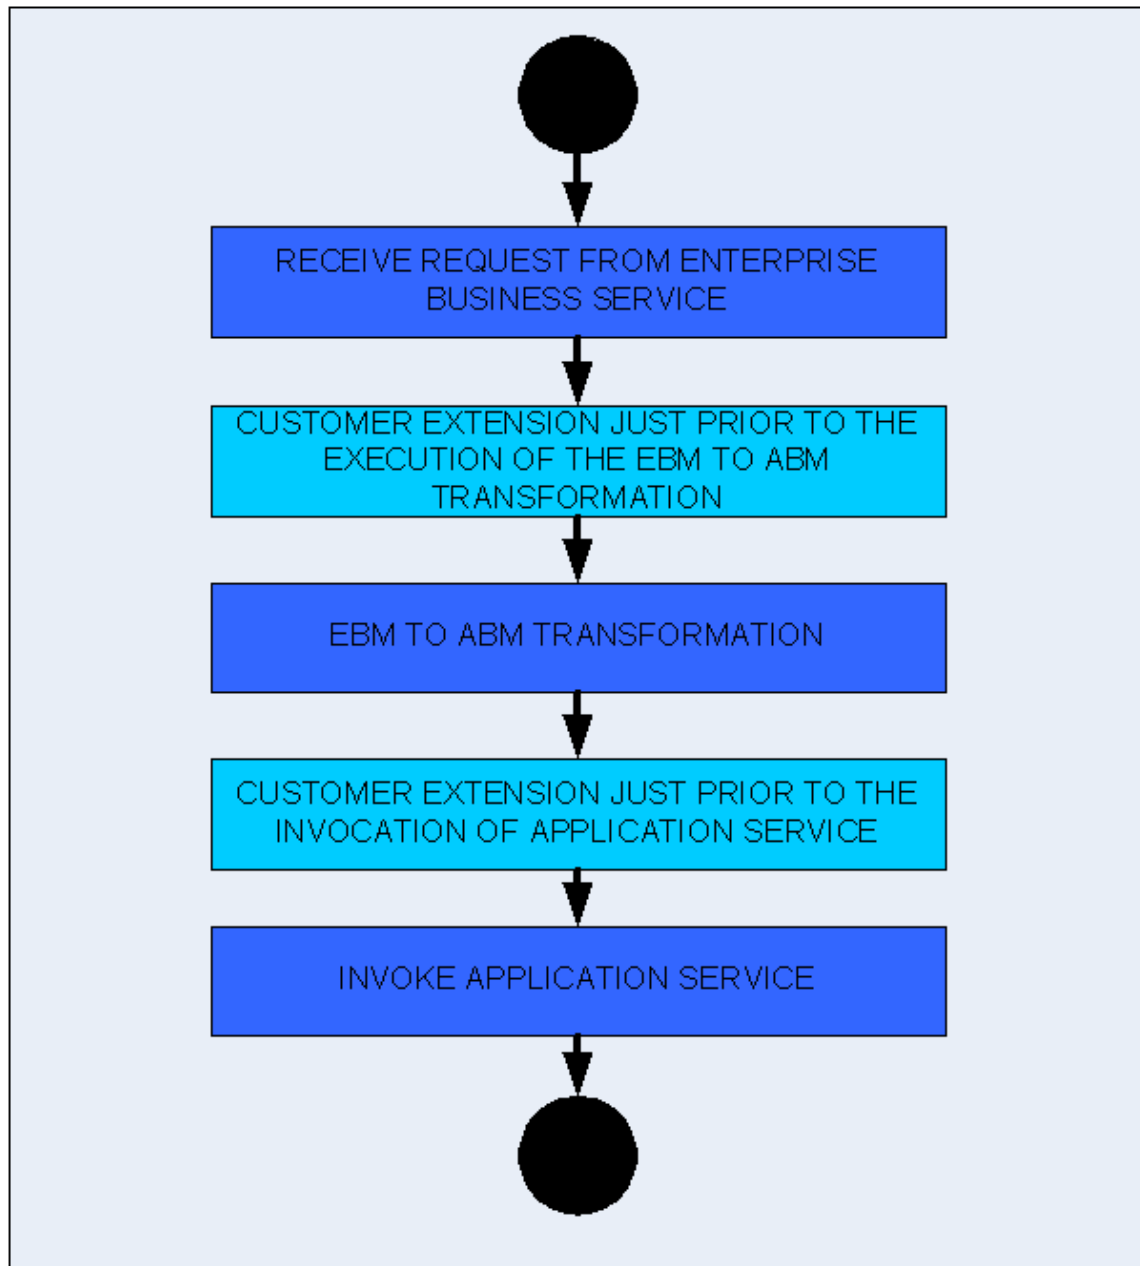 RECEIVE REQUEST FROM ENTERPRISE
BUSINESS SERVICE
CUSTOMER EXTENSION JUST PRIOR TO THE
EXECUTION OF THE EBM TO ABM
TRANSFORMATION
EBM TO ABM TRANSFORMATION
CUSTOMER EXTENSION JUST PRIOR TO THE
INVOCATION OF APPLICATION SERVICE
INVOKE APPLICATION SERVICE